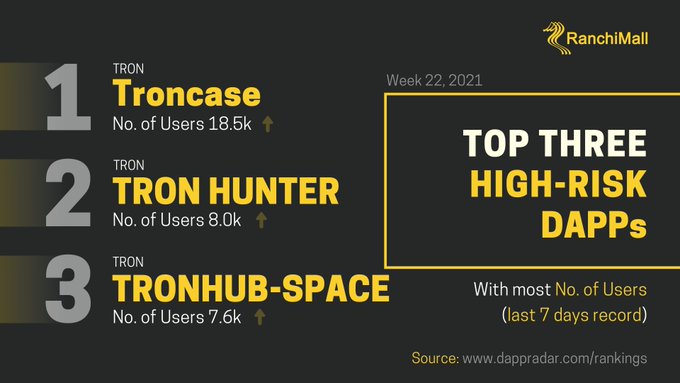 RanchiMall
Week 22, 2021
TOP THREE
HIGH-RISK
DAPPs
With most No. of Users
(last 7 days record)
1
TRON
Troncase
No. of Users 18.5k
2
TRON
TRON HUNTER
No. of Users 8.0k
3
TRON
TRONHUB-SPACE
No. of Users 7.6k
Source: www.dappradar.com/rankings